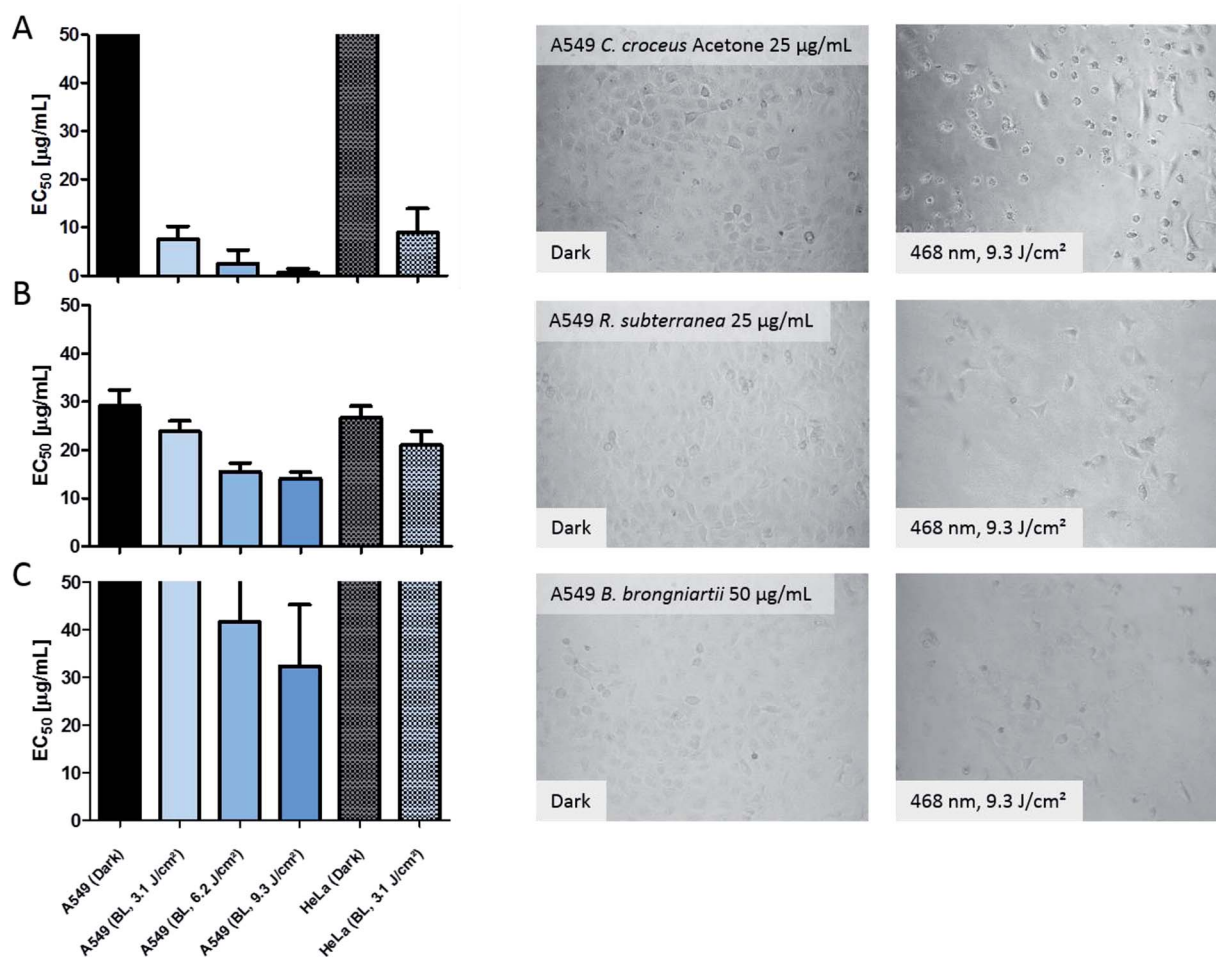 A
EC₅₀ [µg/mL]
50
40
30
20
10
0
A549 C. croceus Acetone 25 µg/mL
Dark
468 nm, 9.3 J/cm²
B
EC₅₀ [µg/mL]
50
40
30
20
10
0
A549 R. subterranea 25 µg/mL
Dark
468 nm, 9.3 J/cm²
C
EC₅₀ [µg/mL]
50
40
30
20
10
0
A549 B. brongniartii 50 µg/mL
Dark
468 nm, 9.3 J/cm²
A549 (Dark)
A549 (BL, 3.1 J/cm²)
A549 (BL, 6.2 J/cm²)
A549 (BL, 9.3 J/cm²)
HeLa (Dark)
HeLa (BL, 3.1 J/cm²)